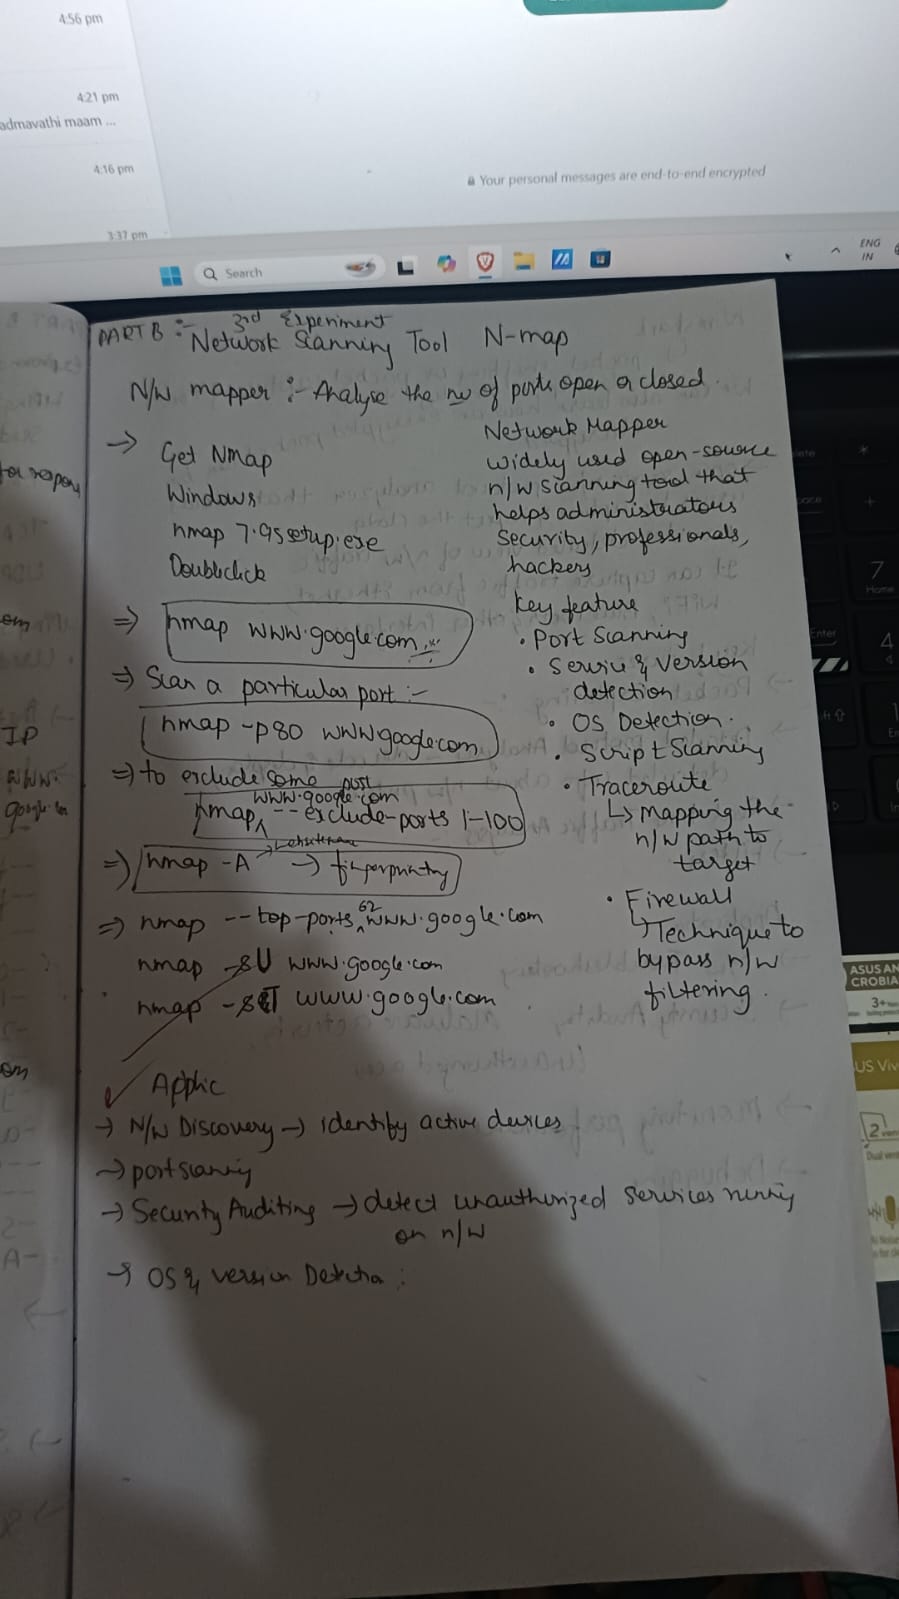 4:56 pm
4:21 pm
admavathi maam ...
4:16 pm
3:37 pm
Your personal messages are end-to-end encrypted
Search
ENG
IN
PART B :- 3rd Experiment
Network Scanning Tool N-map
N/W mapper :- Analyse the no of ports open or closed.
→ Get Nmap
Windows
nmap 7.9setup.exe
Doubleclick
⇒ nmap www.google.com
⇒ Scan a particular port :-
nmap -p80 www.google.com
⇒ to exclude some port
www.google.com
nmap ^ --exclude-ports 1-100
⇒ nmap -A → fingerprinting
⇒ nmap --top-ports 62 www.google.com
nmap -sU www.google.com
nmap -sT www.google.com
Network Mapper
widely used open-source
n/w scanning tool that
helps administrators
security, professionals,
hackers
key feature
• Port Scanning
• Service & Version
detection
• OS Detection.
• Script Scanning
• Traceroute
↳ Mapping the
n/w path to
target
• Firewall
↳ Technique to
bypass n/w
filtering.
✓ Applic
→ N/W Discovery → identify active devices
→ port scanning
→ Security Auditing → detect unauthorized services running
on n/w
→ OS & version Detection :
for respon
om
IP
www.
google.com
om
7
Home
4
Enter
ASUS AN
CROBIA
3+
US Viv
2